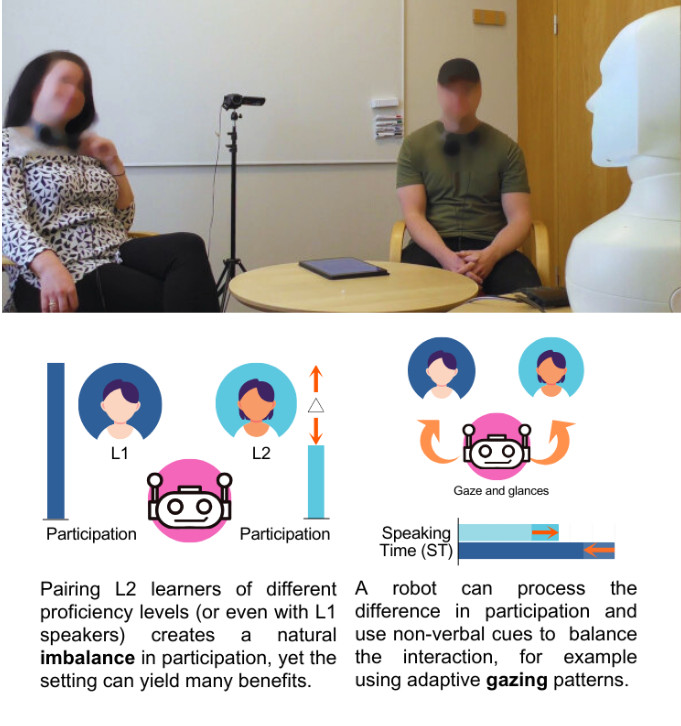 L1
L2
△
Participation
Participation
Gaze and glances
Speaking
Time (ST)
Pairing L2 learners of different
proficiency levels (or even with L1
speakers) creates a natural
imbalance in participation, yet the
setting can yield many benefits.
A robot can process the
difference in participation and
use non-verbal cues to balance
the interaction, for example
using adaptive gazing patterns.